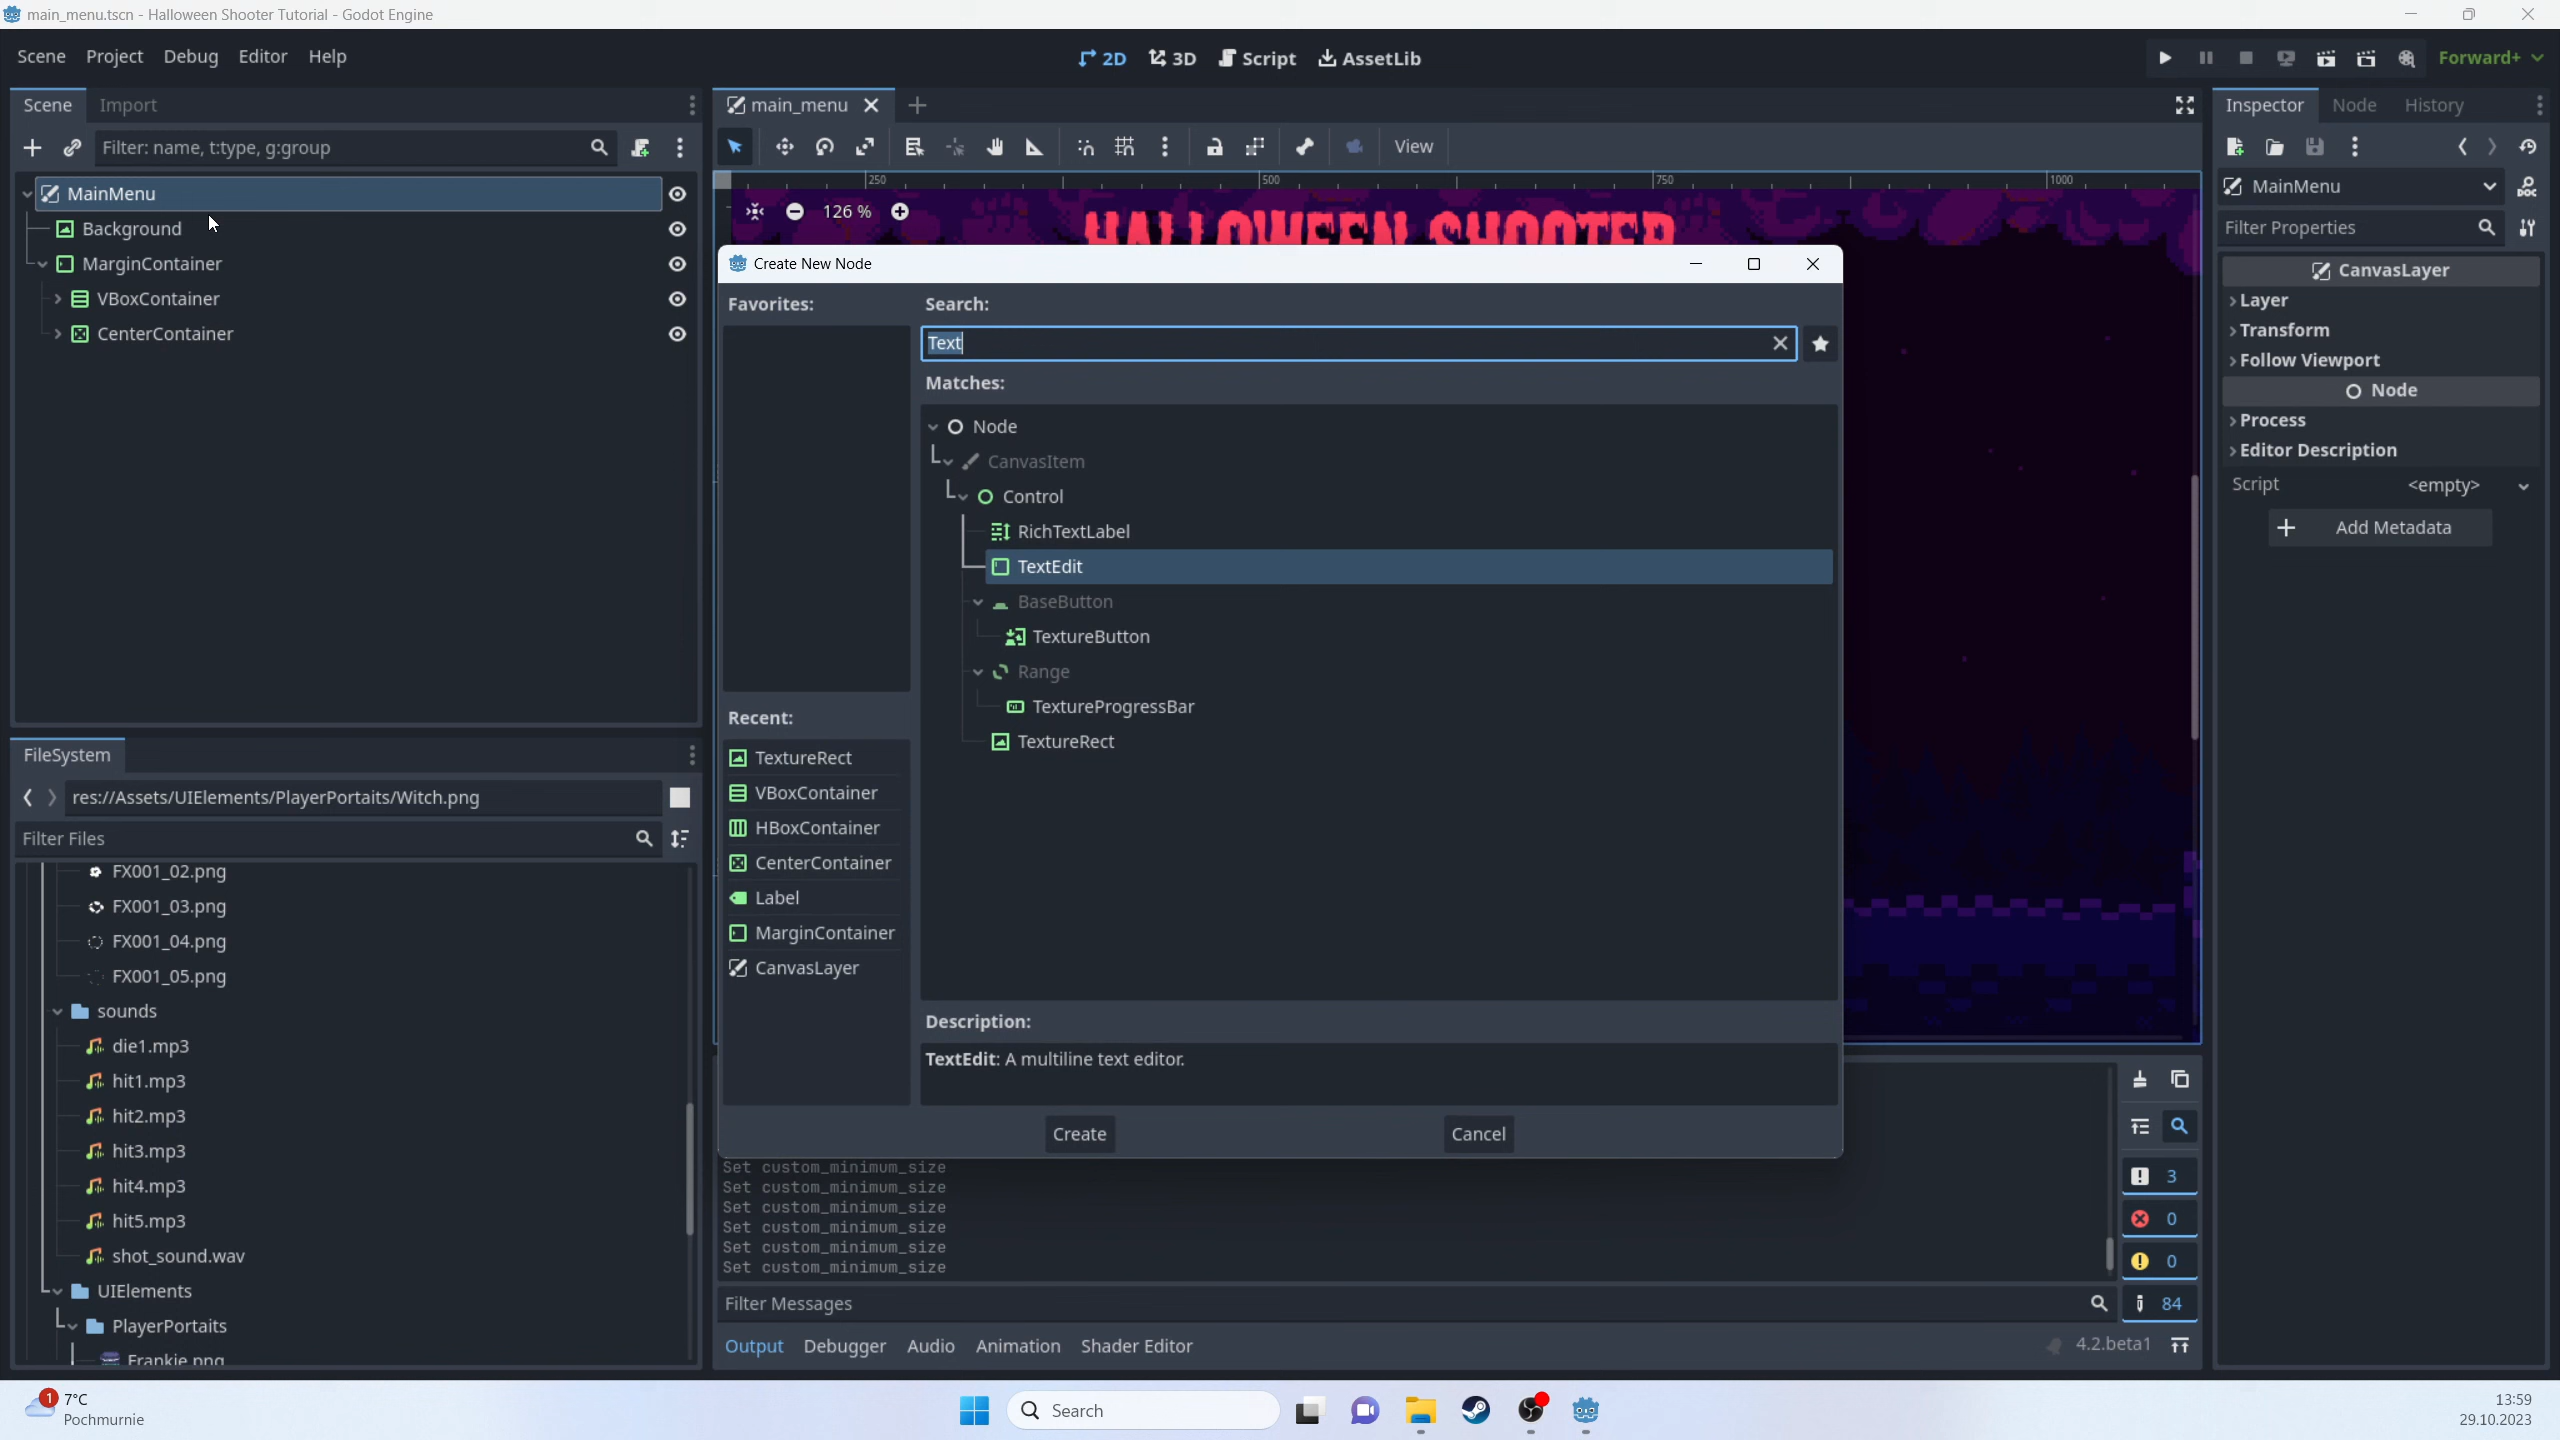 main_menu.tscn - Halloween Shooter Tutorial - Godot Engine
Scene Project Debug Editor Help
2D 3D Script AssetLib
Forward+
Scene Import
main_menu
Inspector Node History
Filter: name, t:type, g:group
View
MainMenu
Background
MarginContainer
VBoxContainer
CenterContainer
250 500 750 1000
126 %
HALLOWEEN SHOOTER
MainMenu
Filter Properties
CanvasLayer
Layer
Transform
Follow Viewport
Node
Process
Editor Description
Script <empty>
Add Metadata
Create New Node
Favorites:
Search:
Text
Matches:
Node
CanvasItem
Control
RichTextLabel
TextEdit
BaseButton
TextureButton
Range
TextureProgressBar
TextureRect
Recent:
TextureRect
VBoxContainer
HBoxContainer
CenterContainer
Label
MarginContainer
CanvasLayer
Description:
TextEdit: A multiline text editor.
Create Cancel
FileSystem
res://Assets/UIElements/PlayerPortaits/Witch.png
Filter Files
FX001_02.png
FX001_03.png
FX001_04.png
FX001_05.png
sounds
die1.mp3
hit1.mp3
hit2.mp3
hit3.mp3
hit4.mp3
hit5.mp3
shot_sound.wav
UIElements
PlayerPortaits
Frankie.png
Set custom_minimum_size
Set custom_minimum_size
Set custom_minimum_size
Set custom_minimum_size
Set custom_minimum_size
Set custom_minimum_size
3
0
0
84
Filter Messages
Output Debugger Audio Animation Shader Editor
4.2.beta1
1
7°C
Pochmurnie
Search
13:59
29.10.2023